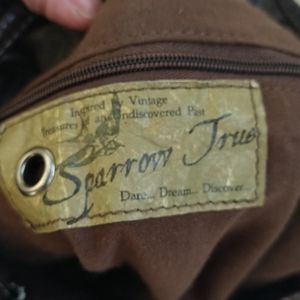 Inspired by Vintage
Treasures of an Undiscovered Past
Sparrow True
Dare... Dream... Discover...